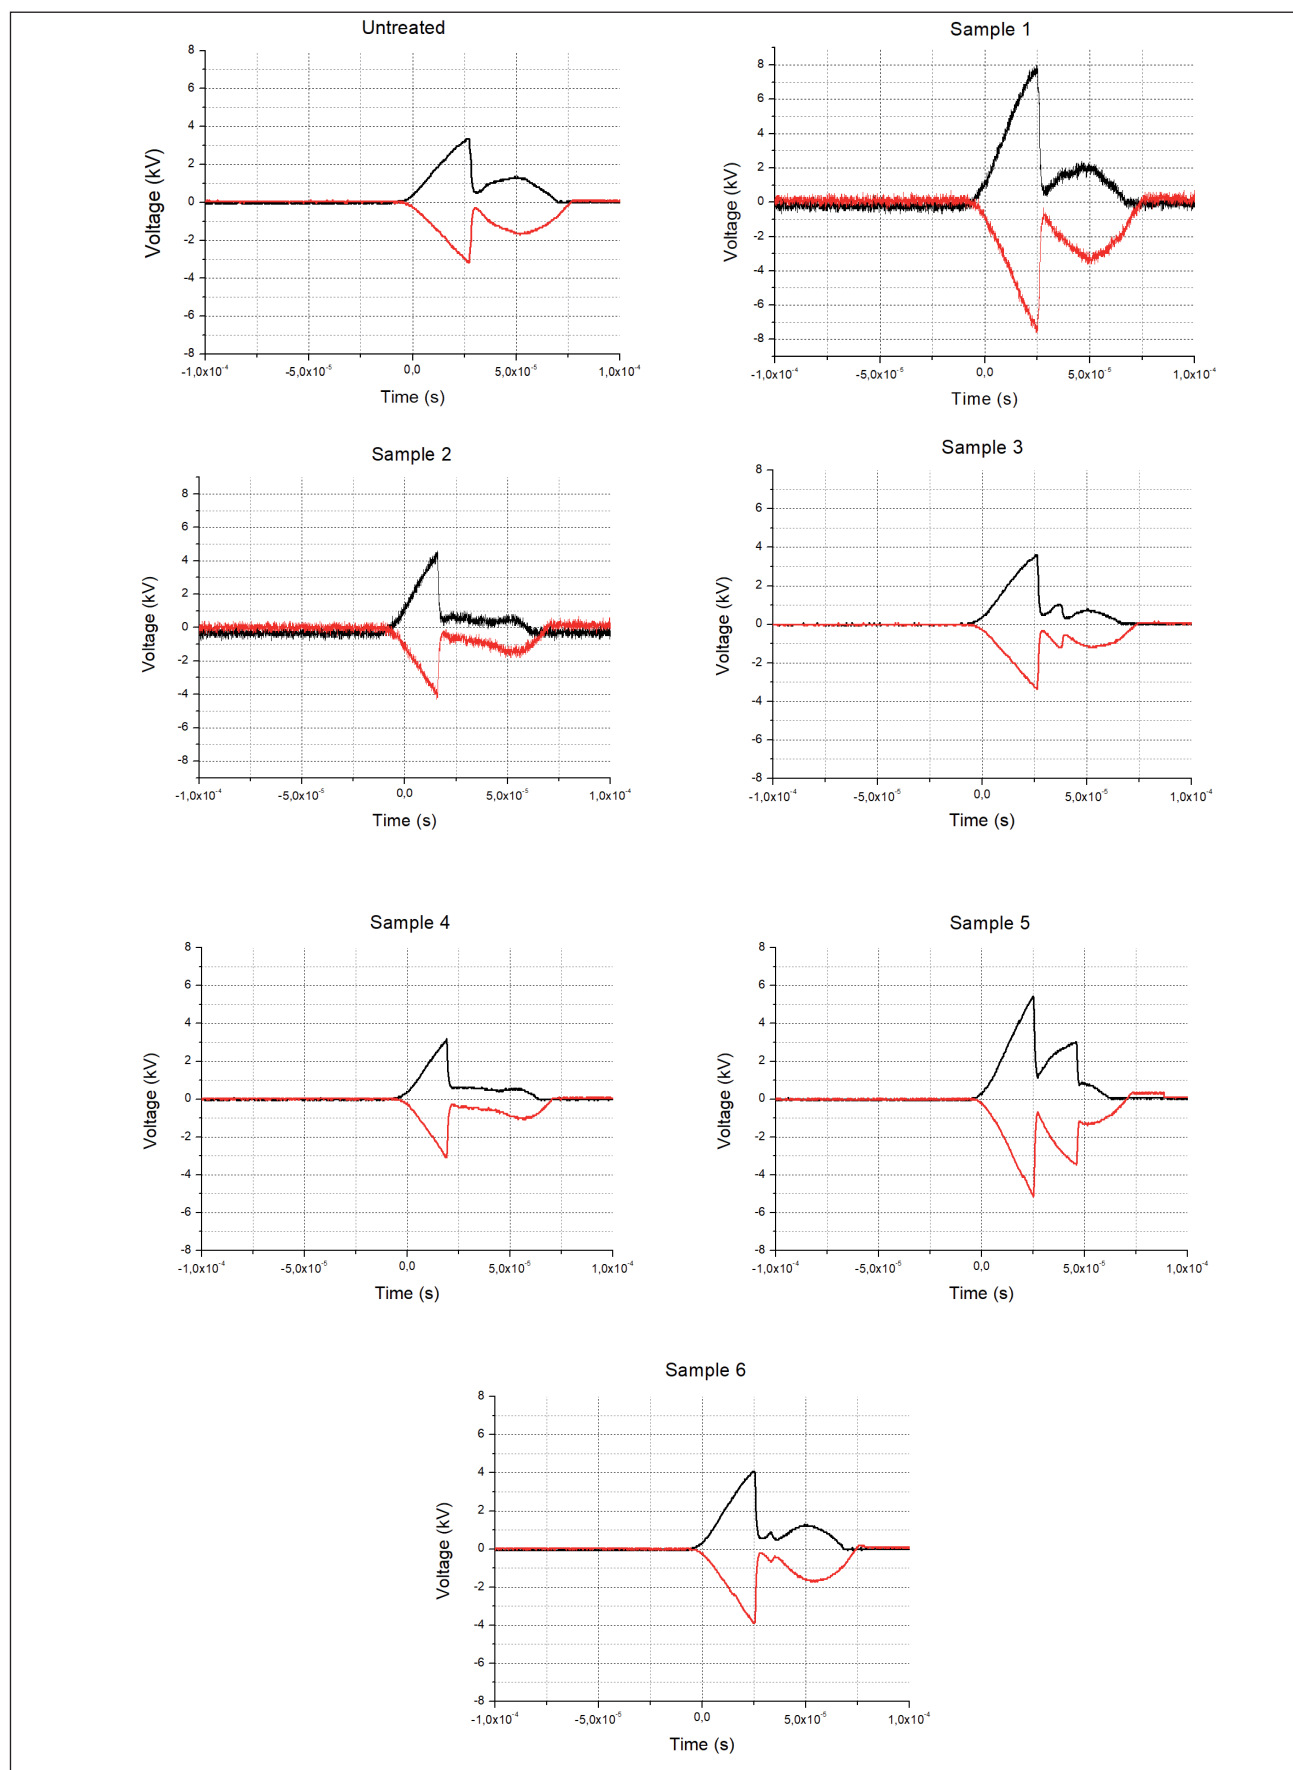 Untreated
8
6
4
2
0
-2
-4
-6
-8
Voltage (kV)
-1,0x10⁻⁴ -5,0x10⁻⁵ 0,0 5,0x10⁻⁵ 1,0x10⁻⁴
Time (s)
Sample 1
8
6
4
2
0
-2
-4
-6
-8
Voltage (kV)
-1,0x10⁻⁴ -5,0x10⁻⁵ 0,0 5,0x10⁻⁵ 1,0x10⁻⁴
Time (s)
Sample 2
8
6
4
2
0
-2
-4
-6
-8
Voltage (kV)
-1,0x10⁻⁴ -5,0x10⁻⁵ 0,0 5,0x10⁻⁵ 1,0x10⁻⁴
Time (s)
Sample 3
8
6
4
2
0
-2
-4
-6
-8
Voltage (kV)
-1,0x10⁻⁴ -5,0x10⁻⁵ 0,0 5,0x10⁻⁵ 1,0x10⁻⁴
Time (s)
Sample 4
8
6
4
2
0
-2
-4
-6
-8
Voltage (kV)
-1,0x10⁻⁴ -5,0x10⁻⁵ 0,0 5,0x10⁻⁵ 1,0x10⁻⁴
Time (s)
Sample 5
8
6
4
2
0
-2
-4
-6
-8
Voltage (kV)
-1,0x10⁻⁴ -5,0x10⁻⁵ 0,0 5,0x10⁻⁵ 1,0x10⁻⁴
Time (s)
Sample 6
8
6
4
2
0
-2
-4
-6
-8
Voltage (kV)
-1,0x10⁻⁴ -5,0x10⁻⁵ 0,0 5,0x10⁻⁵ 1,0x10⁻⁴
Time (s)